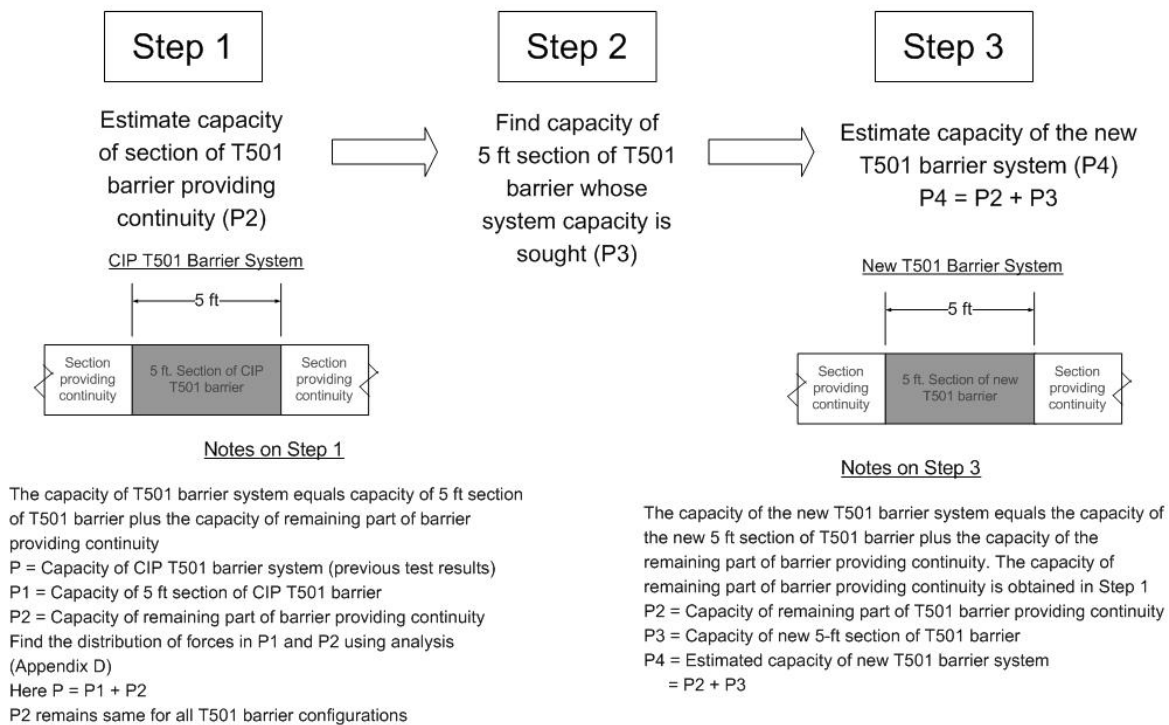 Step 1
Step 2
Step 3
Estimate capacity
of section of T501
barrier providing
continuity (P2)
Find capacity of
5 ft section of T501
barrier whose
system capacity is
sought (P3)
Estimate capacity of the new
T501 barrier system (P4)
P4 = P2 + P3
CIP T501 Barrier System
5 ft
Section
providing
continuity
5 ft. Section of CIP
T501 barrier
Section
providing
continuity
New T501 Barrier System
5 ft
Section
providing
continuity
5 ft. Section of new
T501 barrier
Section
providing
continuity
Notes on Step 1
The capacity of T501 barrier system equals capacity of 5 ft section
of T501 barrier plus the capacity of remaining part of barrier
providing continuity
P = Capacity of CIP T501 barrier system (previous test results)
P1 = Capacity of 5 ft section of CIP T501 barrier
P2 = Capacity of remaining part of barrier providing continuity
Find the distribution of forces in P1 and P2 using analysis
(Appendix D)
Here P = P1 + P2
P2 remains same for all T501 barrier configurations
Notes on Step 3
The capacity of the new T501 barrier system equals the capacity of
the new 5 ft section of T501 barrier plus the capacity of the
remaining part of barrier providing continuity. The capacity of
remaining part of barrier providing continuity is obtained in Step 1
P2 = Capacity of remaining part of T501 barrier providing continuity
P3 = Capacity of new 5-ft section of T501 barrier
P4 = Estimated capacity of new T501 barrier system
= P2 + P3